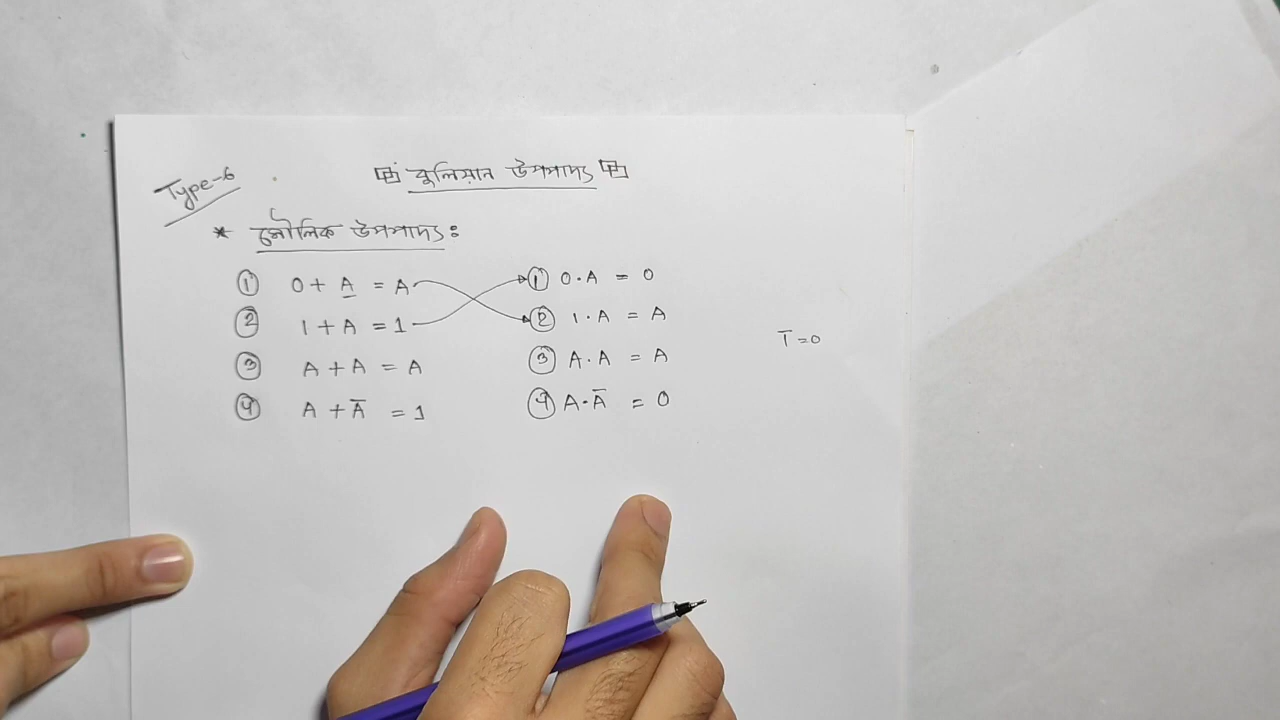 Type-6
বুলিয়ান উপপাদ্য
* মৌলিক উপপাদ্য:
① 0 + A = A
② 1 + A = 1
③ A + A = A
④ A + Ā = 1
① 0 . A = 0
② 1 . A = A
③ A . A = A
④ A . Ā = 0
1̅ = 0